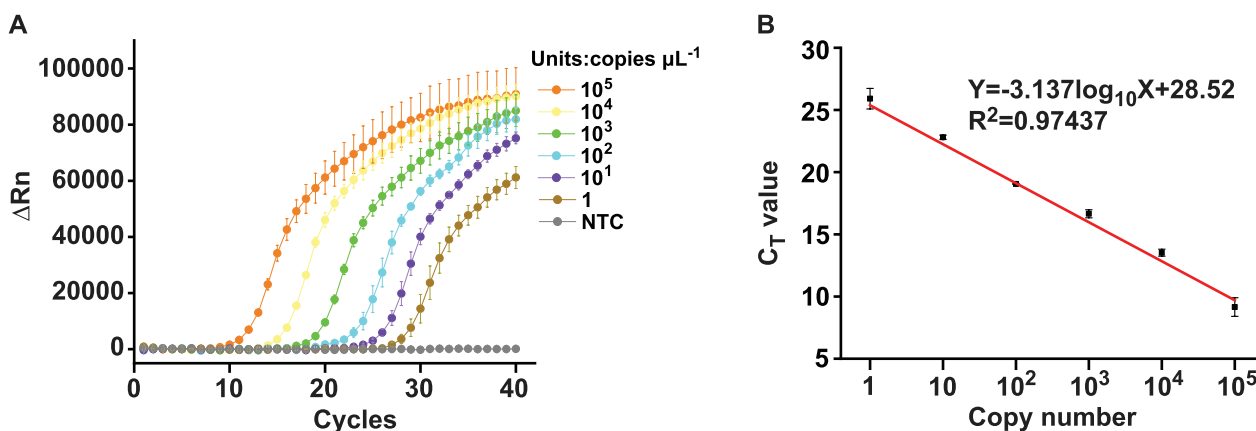 A
ΔRn
100000
80000
60000
40000
20000
0
0 10 20 30 40
Cycles
Units:copies μL⁻¹
10⁵
10⁴
10³
10²
10¹
1
NTC
B
C_T value
30
25
20
15
10
5
Y=-3.137log₁₀X+28.52
R²=0.97437
1 10 10² 10³ 10⁴ 10⁵
Copy number